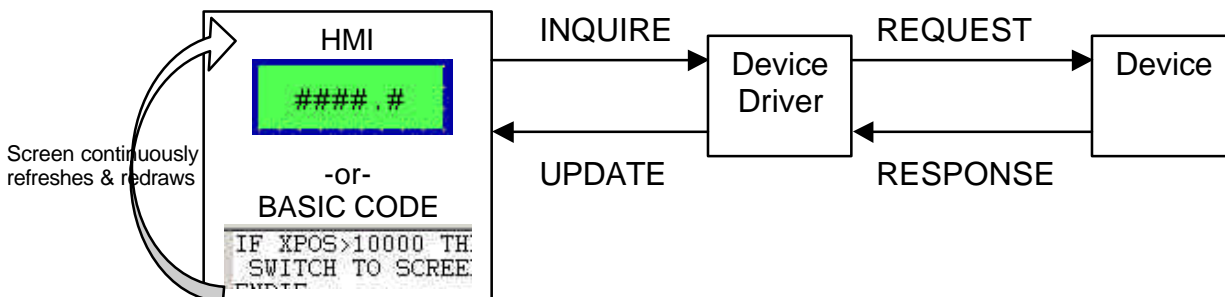 Screen continuously
refreshes & redraws
HMI
####.#
-or-
BASIC CODE
IF XPOS>10000 TH
SWITCH TO SCREE
INQUIRE
UPDATE
Device
Driver
REQUEST
RESPONSE
Device